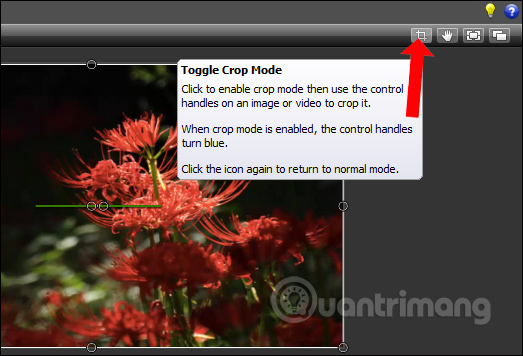 Toggle Crop Mode
Click to enable crop mode then use the control
handles on an image or video to crop it.
When crop mode is enabled, the control handles
turn blue.
Click the icon again to return to normal mode.
Quantrimang